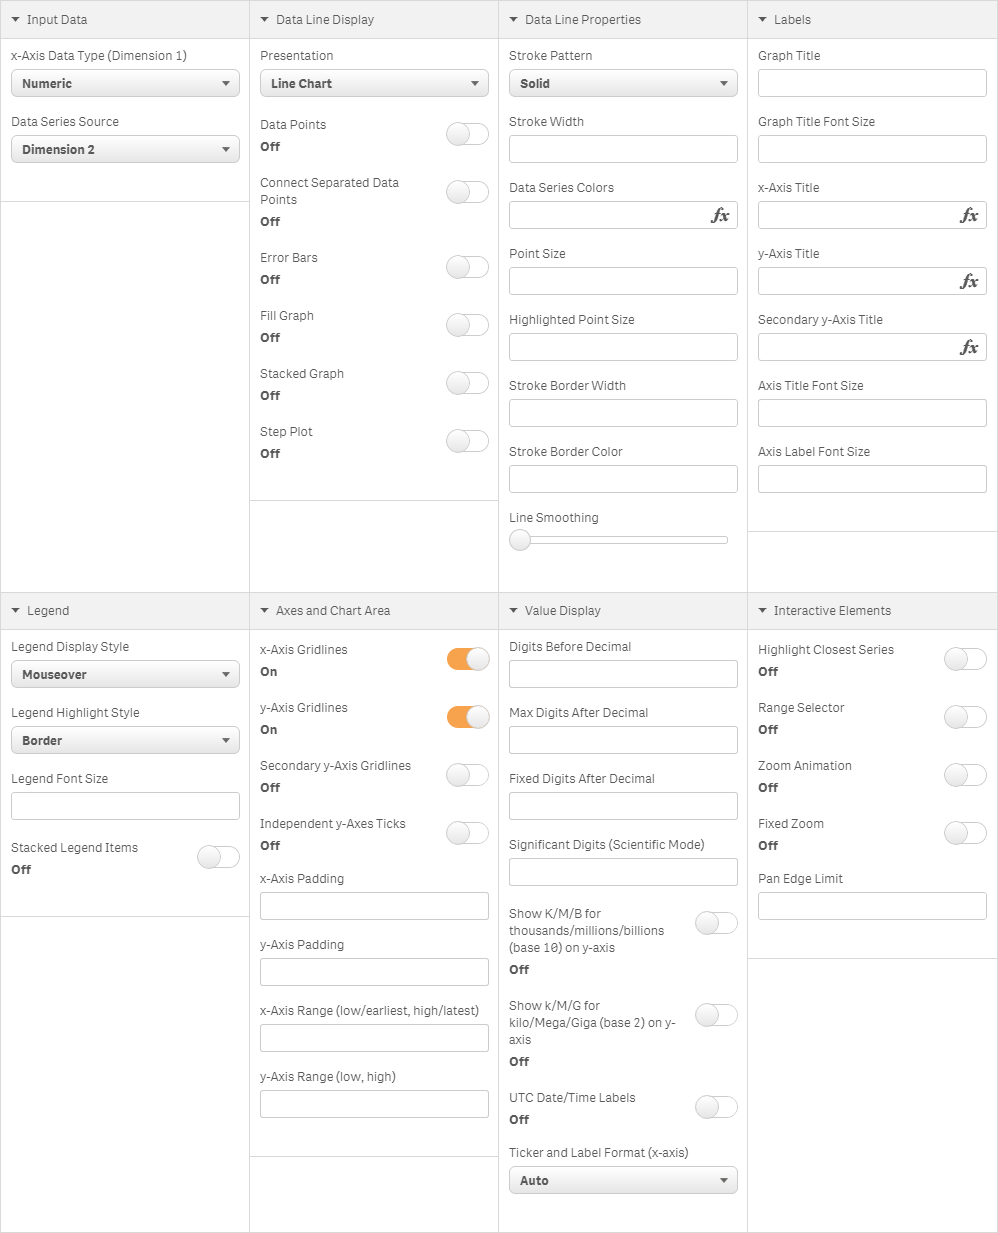 Input Data
x-Axis Data Type (Dimension 1)
Numeric
Data Series Source
Dimension 2
Data Line Display
Presentation
Line Chart
Data Points
Off
Connect Separated Data
Points
Off
Error Bars
Off
Fill Graph
Off
Stacked Graph
Off
Step Plot
Off
Data Line Properties
Stroke Pattern
Solid
Stroke Width
Data Series Colors
fx
Point Size
Highlighted Point Size
Stroke Border Width
Stroke Border Color
Line Smoothing
Labels
Graph Title
Graph Title Font Size
x-Axis Title
fx
y-Axis Title
fx
Secondary y-Axis Title
fx
Axis Title Font Size
Axis Label Font Size
Legend
Legend Display Style
Mouseover
Legend Highlight Style
Border
Legend Font Size
Stacked Legend Items
Off
Axes and Chart Area
x-Axis Gridlines
On
y-Axis Gridlines
On
Secondary y-Axis Gridlines
Off
Independent y-Axes Ticks
Off
x-Axis Padding
y-Axis Padding
x-Axis Range (low/earliest, high/latest)
y-Axis Range (low, high)
Value Display
Digits Before Decimal
Max Digits After Decimal
Fixed Digits After Decimal
Significant Digits (Scientific Mode)
Show K/M/B for
thousands/millions/billions
(base 10) on y-axis
Off
Show k/M/G for
kilo/Mega/Giga (base 2) on y-
axis
Off
UTC Date/Time Labels
Off
Ticker and Label Format (x-axis)
Auto
Interactive Elements
Highlight Closest Series
Off
Range Selector
Off
Zoom Animation
Off
Fixed Zoom
Off
Pan Edge Limit